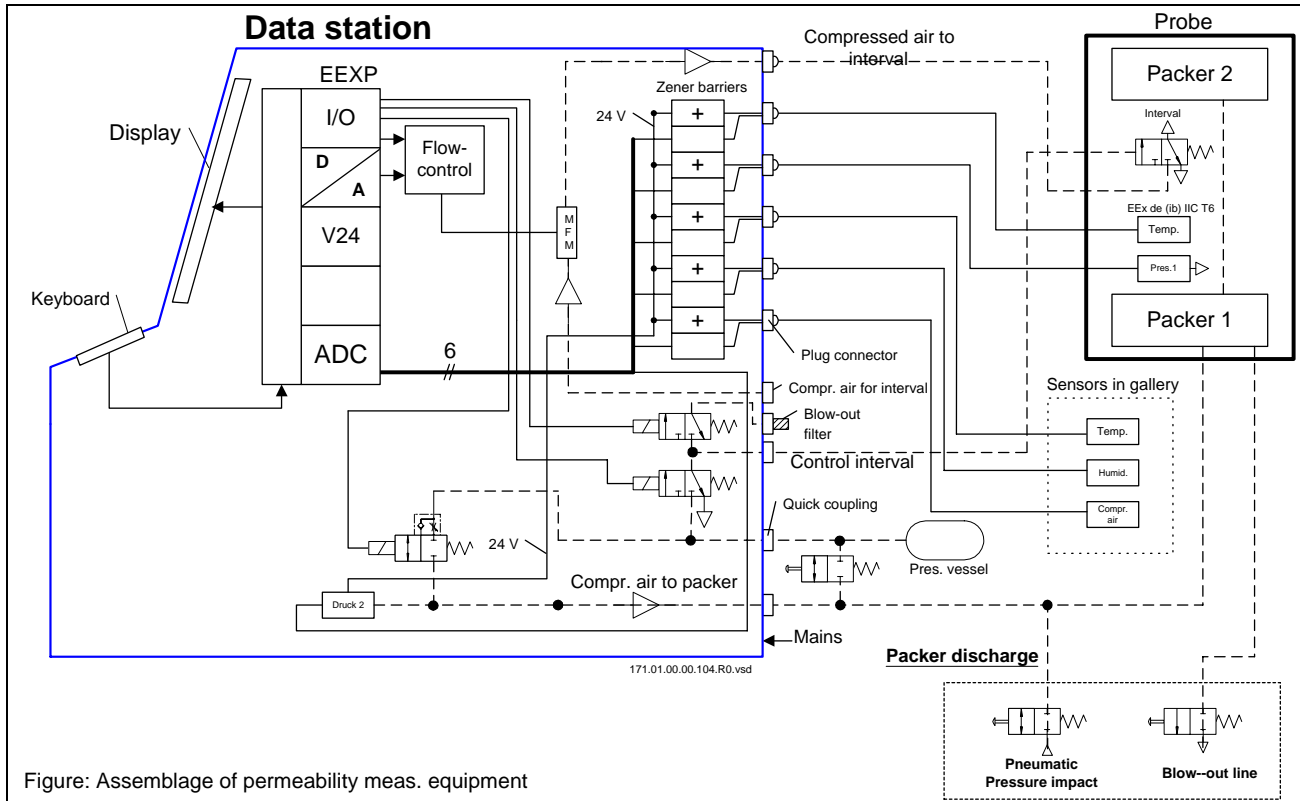 Data station
Probe
Compressed air to
interval
Packer 2
EEXP
Zener barriers
Interval
I/O
24 V
+
Display
Flow-
control
D
A
+
EEx de (ib) IIC T6
V24
M
F
M
+
Temp.
Pres.1
Keyboard
+
Packer 1
+
ADC
6
Plug connector
Compr. air for interval
Sensors in gallery
Blow-out
filter
Temp.
Control interval
Humid.
Quick coupling
Compr.
air
24 V
Pres. vessel
Compr. air to packer
Druck 2
Mains
Packer discharge
171.01.00.00.104.R0.vsd
Pneumatic
Pressure impact
Blow--out line
Figure: Assemblage of permeability meas. equipment